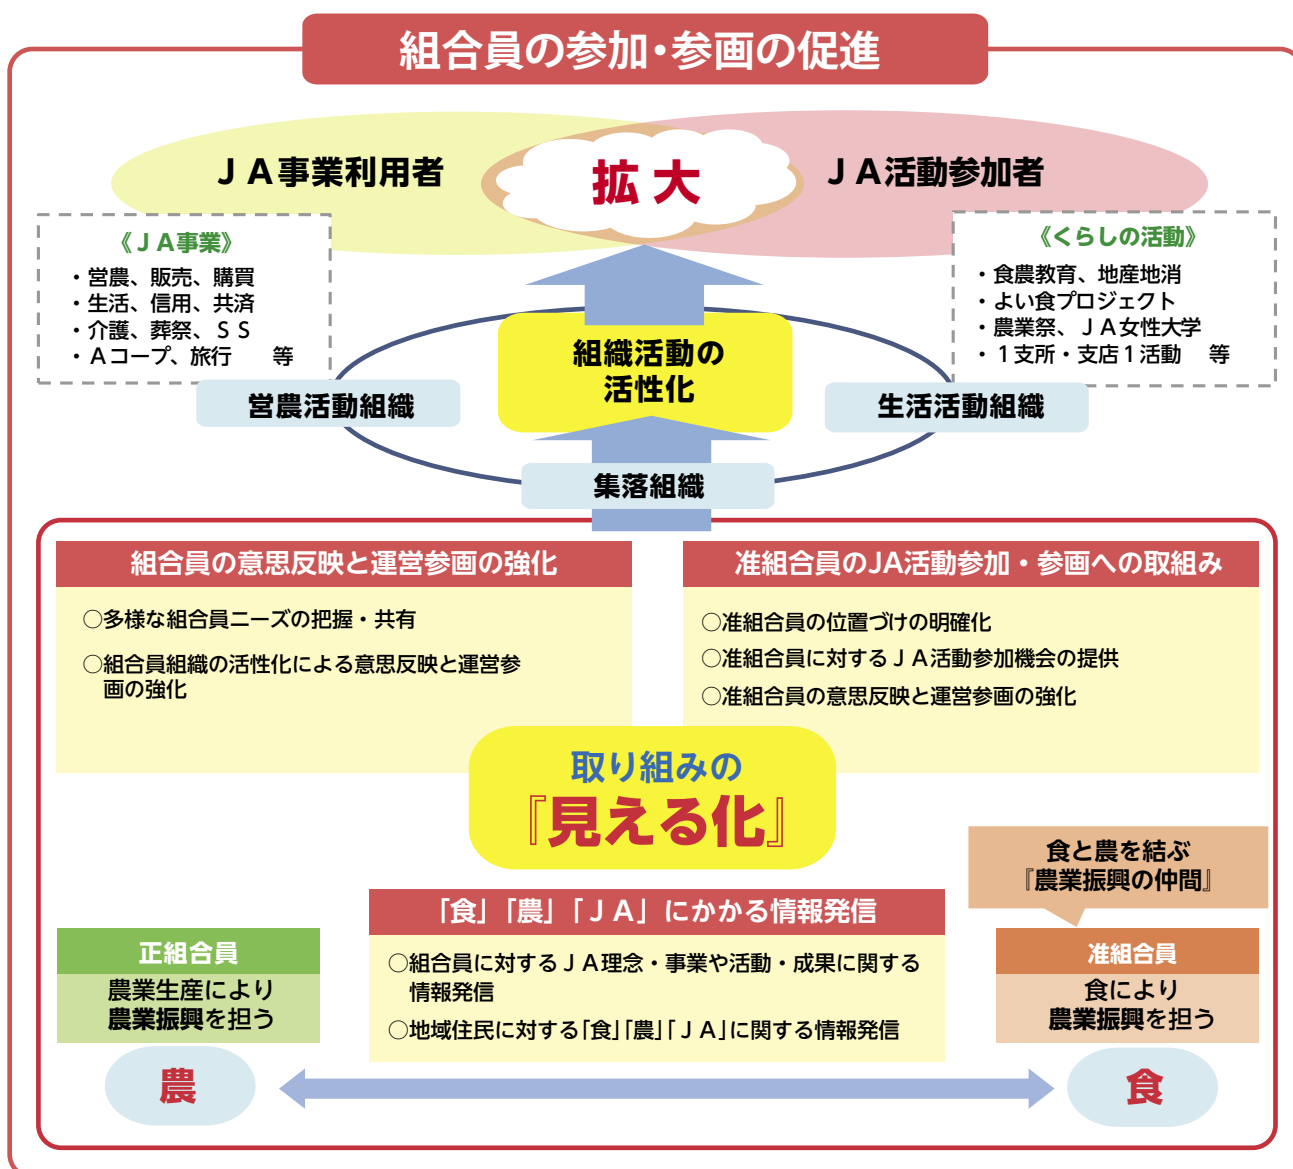 組合員の参加・参画の促進
ＪＡ事業利用者
拡大
ＪＡ活動参加者
《ＪＡ事業》
・営農、販売、購買
・生活、信用、共済
・介護、葬祭、ＳＳ
・Ａコープ、旅行　等
《くらしの活動》
・食農教育、地産地消
・よい食プロジェクト
・農業祭、ＪＡ女性大学
・１支所・支店１活動　等
組織活動の
活性化
営農活動組織
生活活動組織
集落組織
組合員の意思反映と運営参画の強化
○多様な組合員ニーズの把握・共有
○組合員組織の活性化による意思反映と運営参
画の強化
准組合員のJA活動参加・参画への取組み
○准組合員の位置づけの明確化
○准組合員に対するＪＡ活動参加機会の提供
○准組合員の意思反映と運営参画の強化
取り組みの
『見える化』
食と農を結ぶ
『農業振興の仲間』
「食」「農」「ＪＡ」にかかる情報発信
○組合員に対するＪＡ理念・事業や活動・成果に関する
情報発信
○地域住民に対する「食」「農」「ＪＡ」に関する情報発信
正組合員
農業生産により
農業振興を担う
准組合員
食により
農業振興を担う
農
食